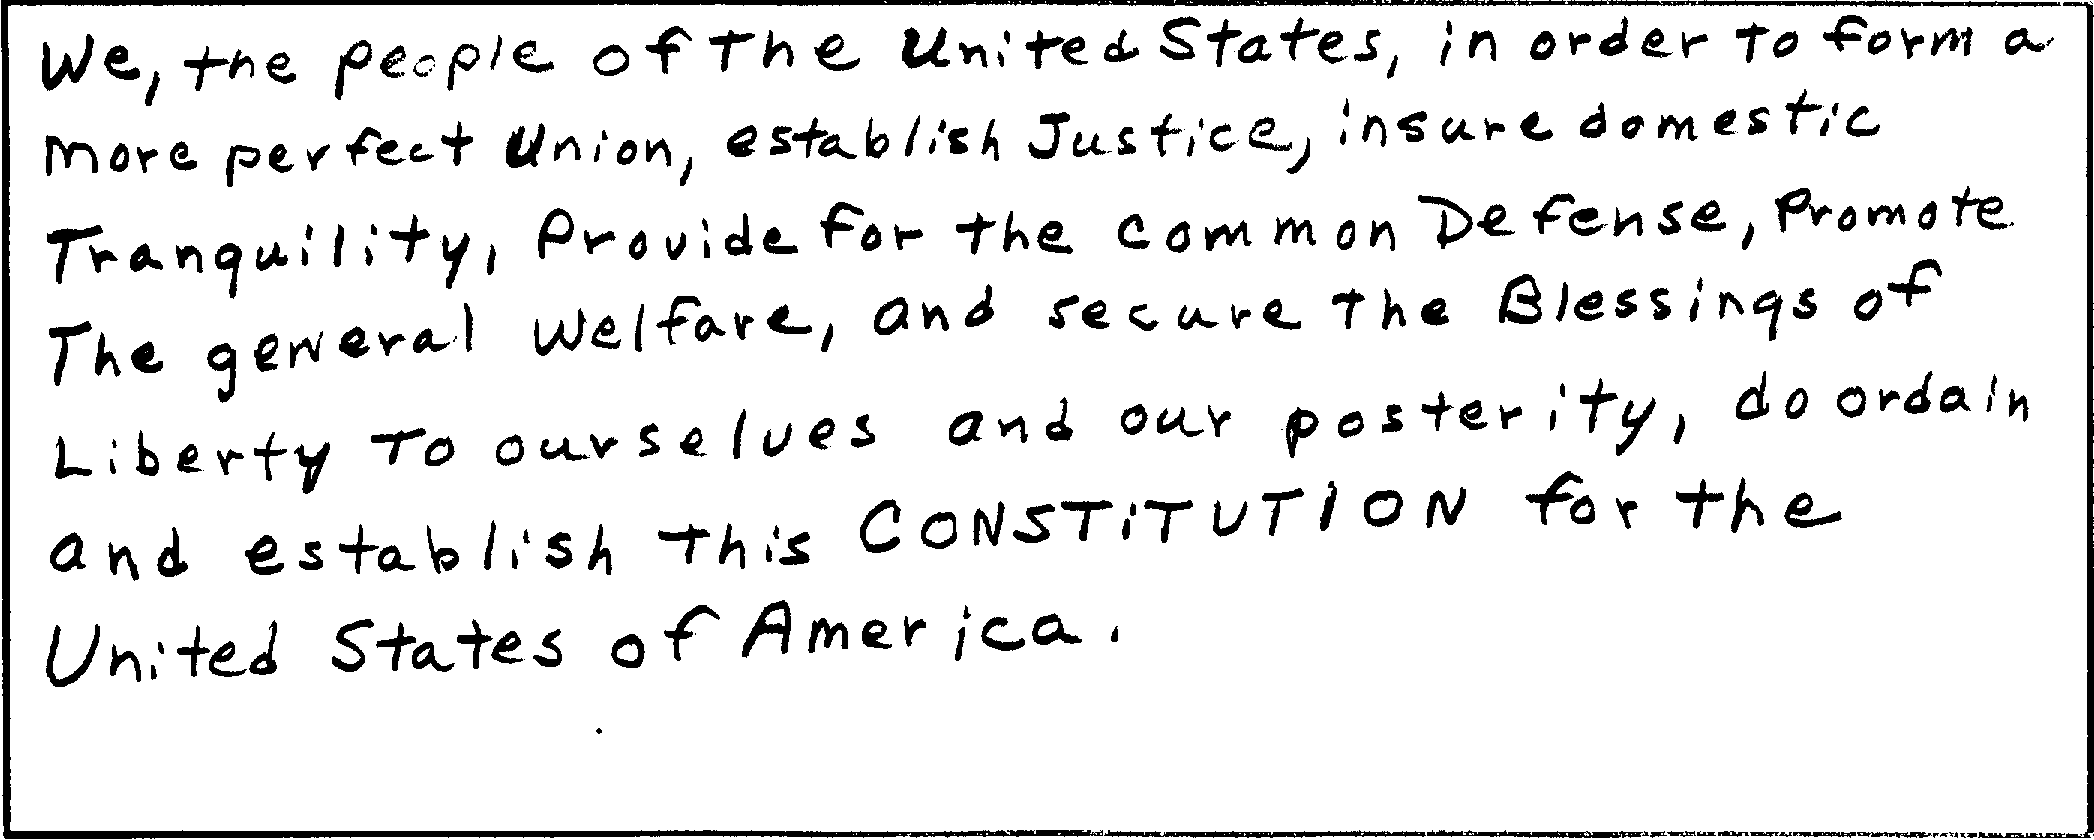 We, the people of the United States, in order to form a
more perfect Union, establish Justice, insure domestic
Tranquility, Provide for the common Defense, Promote
The general Welfare, and secure the Blessings of
Liberty To ourselves and our posterity, do ordain
and establish this CONSTiTUTION for the
United States of America.